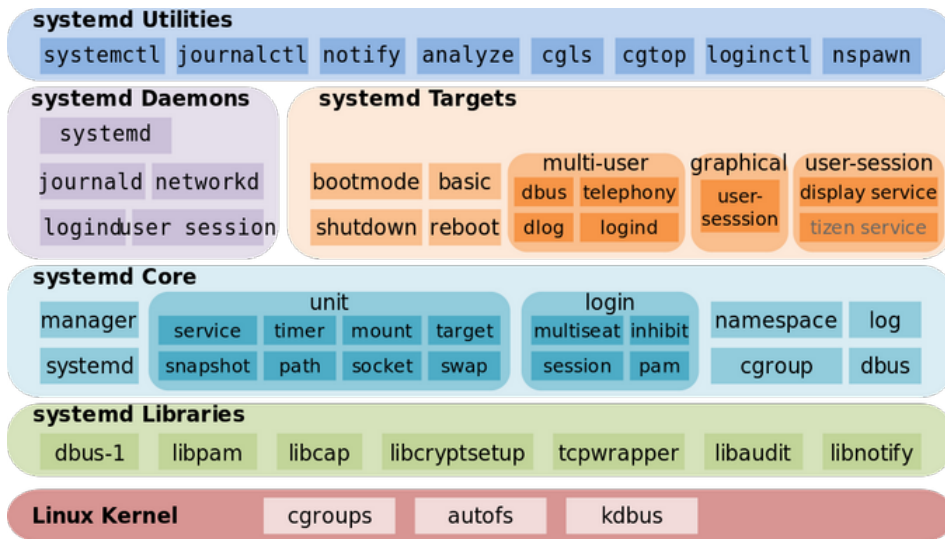 systemd Utilities
systemctl journalctl notify analyze cgls cgtop loginctl nspawn
systemd Daemons
systemd
journald networkd
logind user session
systemd Targets
bootmode basic
shutdown reboot
multi-user
dbus telephony
dlog logind
graphical
user-
sesssion
user-session
display service
tizen service
systemd Core
manager
systemd
unit
service timer mount target
snapshot path socket swap
login
multiseat inhibit
session pam
namespace log
cgroup dbus
systemd Libraries
dbus-1 libpam libcap libcryptsetup tcpwrapper libaudit libnotify
Linux Kernel cgroups autofs kdbus